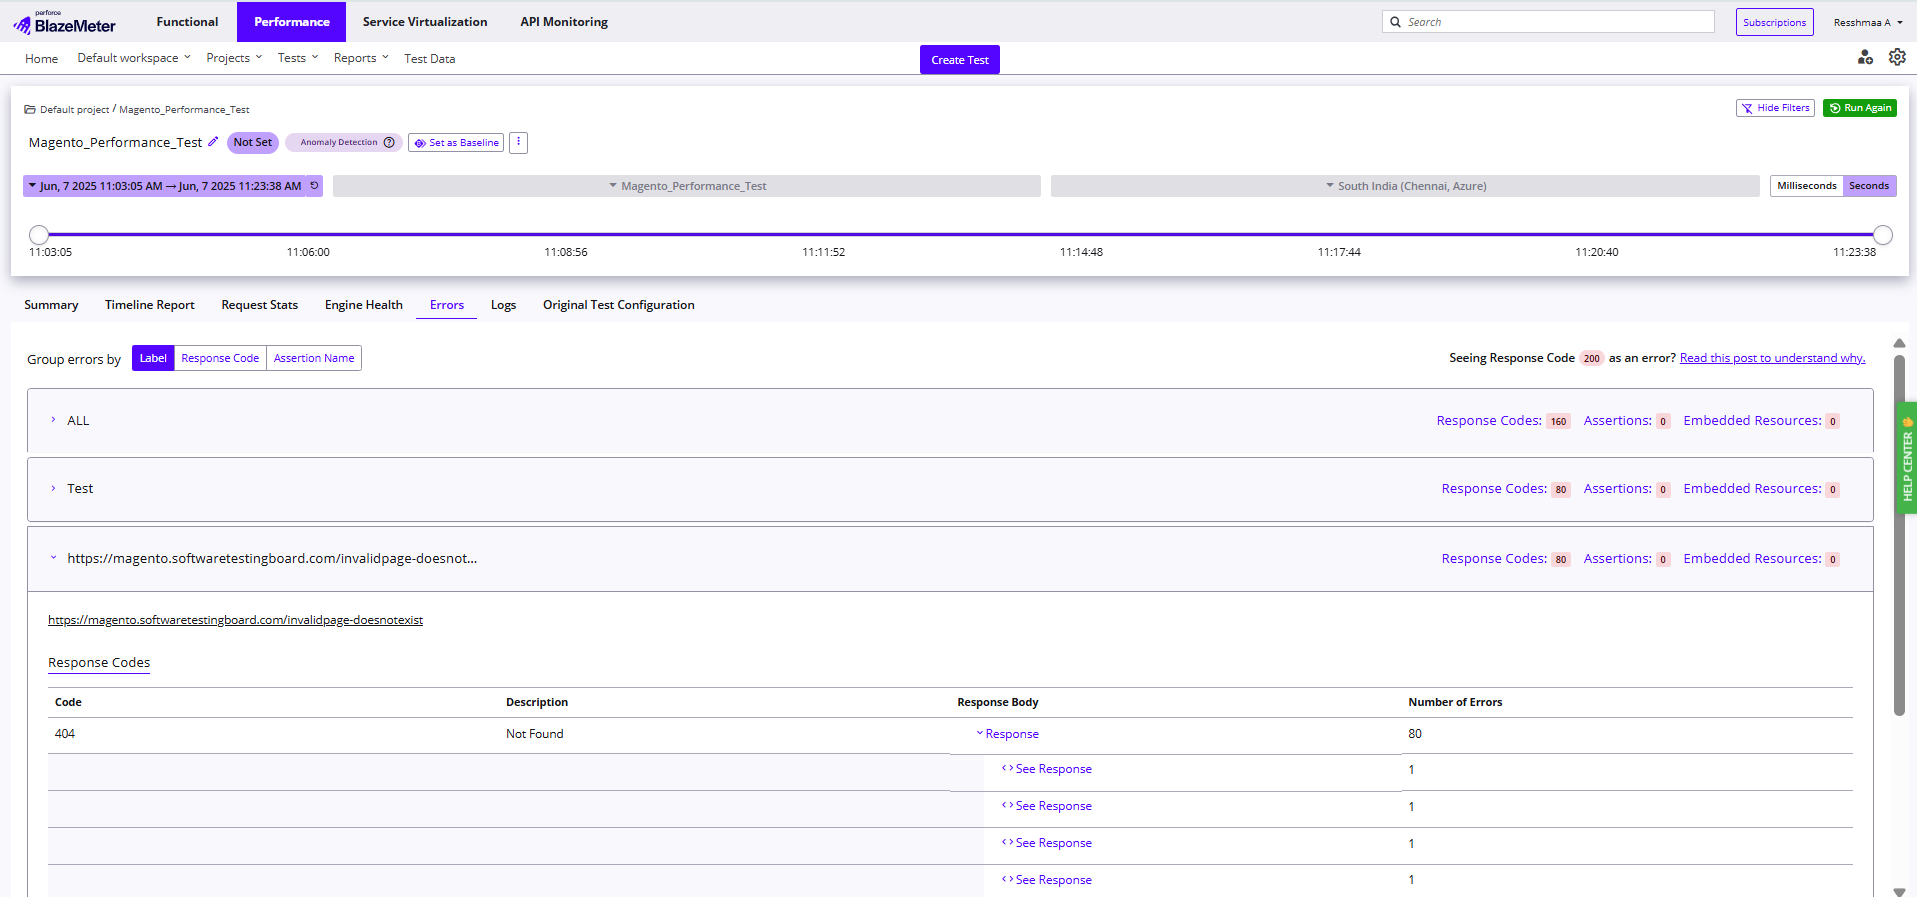 perforce
BlazeMeter
Functional Performance Service Virtualization API Monitoring Search Subscriptions Resshmaa A
Home Default workspace Projects Tests Reports Test Data Create Test
Default project / Magento_Performance_Test Hide Filters Run Again
Magento_Performance_Test Not Set Anomaly Detection ? Set as Baseline
Jun, 7 2025 11:03:05 AM → Jun, 7 2025 11:23:38 AM Magento_Performance_Test South India (Chennai, Azure) Milliseconds Seconds
11:03:05 11:06:00 11:08:56 11:11:52 11:14:48 11:17:44 11:20:40 11:23:38
Summary Timeline Report Request Stats Engine Health Errors Logs Original Test Configuration
Group errors by Label Response Code Assertion Name Seeing Response Code 200 as an error? Read this post to understand why.
ALL Response Codes: 160 Assertions: 0 Embedded Resources: 0
HELP CENTER
Test Response Codes: 80 Assertions: 0 Embedded Resources: 0
https://magento.softwaretestingboard.com/invalidpage-doesnot... Response Codes: 80 Assertions: 0 Embedded Resources: 0
https://magento.softwaretestingboard.com/invalidpage-doesnotexist
Response Codes
Code Description Response Body Number of Errors
404 Not Found Response 80
<> See Response 1
<> See Response 1
<> See Response 1
<> See Response 1